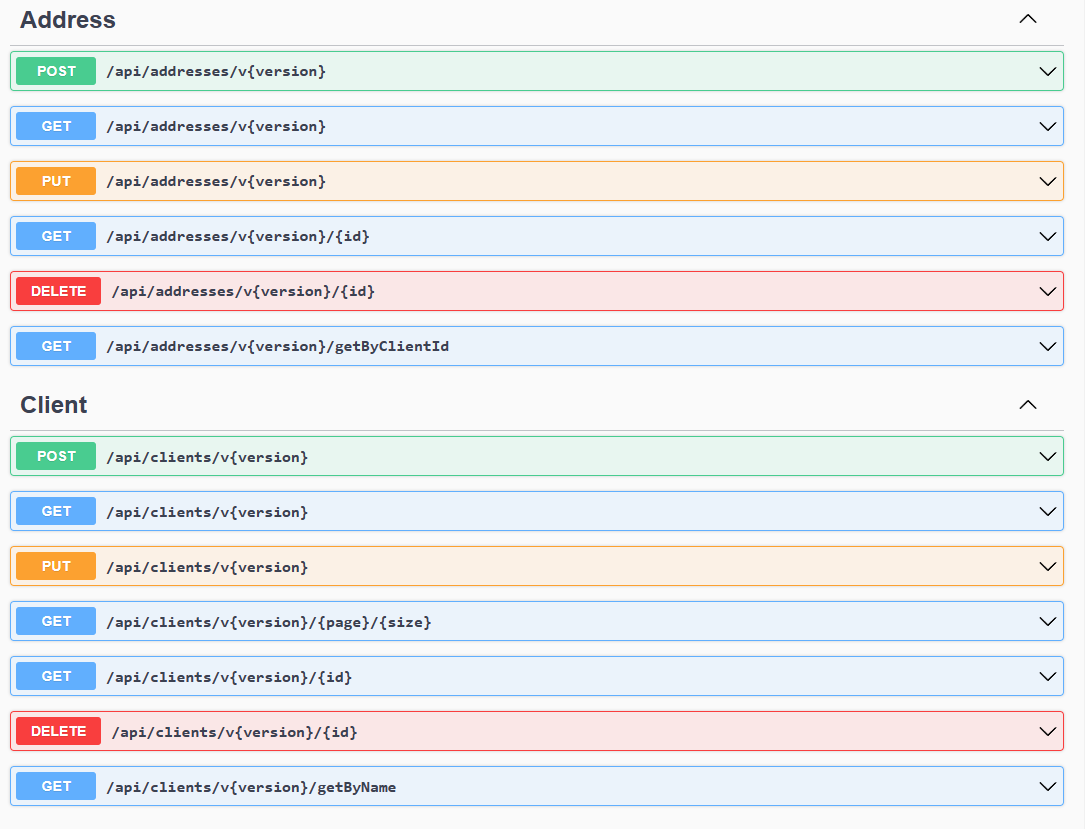 Address
POST /api/addresses/v{version}
GET /api/addresses/v{version}
PUT /api/addresses/v{version}
GET /api/addresses/v{version}/{id}
DELETE /api/addresses/v{version}/{id}
GET /api/addresses/v{version}/getByClientId
Client
POST /api/clients/v{version}
GET /api/clients/v{version}
PUT /api/clients/v{version}
GET /api/clients/v{version}/{page}/{size}
GET /api/clients/v{version}/{id}
DELETE /api/clients/v{version}/{id}
GET /api/clients/v{version}/getByName